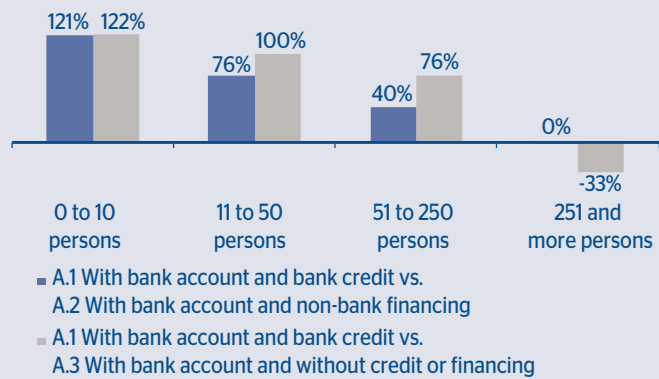 121% 122%
76% 100%
40% 76%
0%
-33%
0 to 10
persons
11 to 50
persons
51 to 250
persons
251 and
more persons
A.1 With bank account and bank credit vs.
A.2 With bank account and non-bank financing
A.1 With bank account and bank credit vs.
A.3 With bank account and without credit or financing